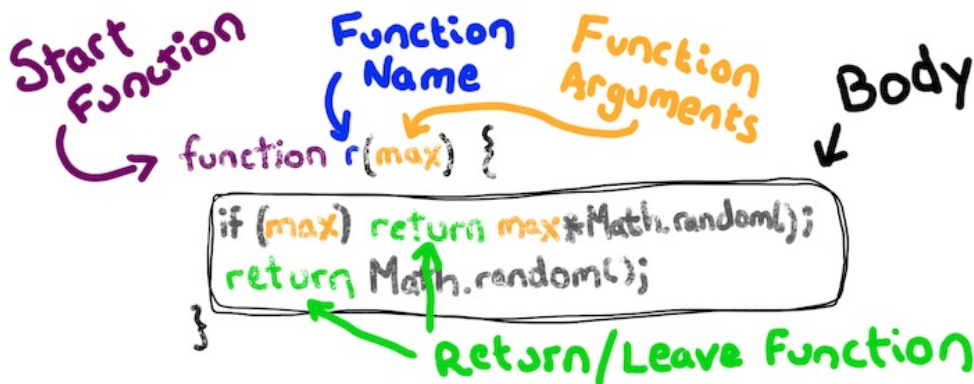 Start
Function
Function
Name
Function
Arguments
Body
function r(max) {
if (max) return max*Math.random();
return Math.random();
}
Return/Leave Function